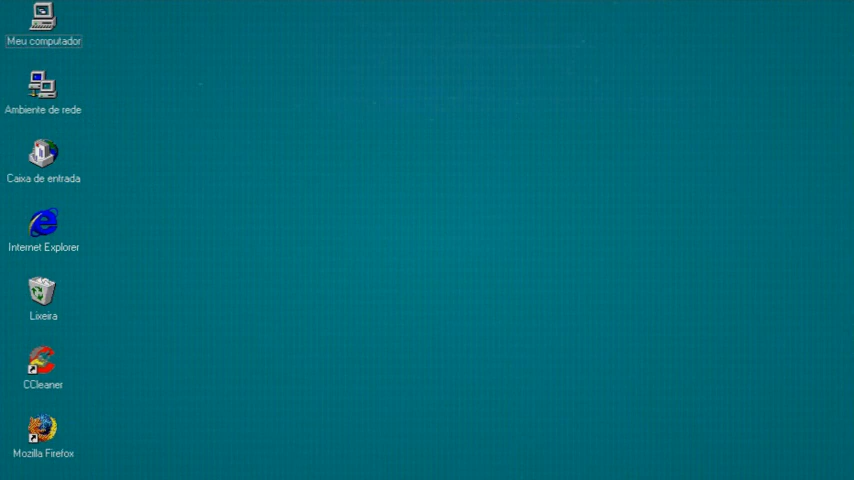 Meu computador
Ambiente de rede
Caixa de entrada
Internet Explorer
Lixeira
CCleaner
Mozilla Firefox